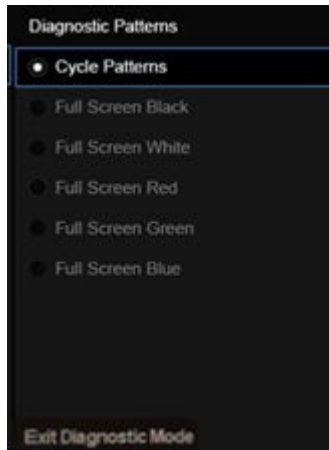 Diagnostic Patterns
Cycle Patterns
Full Screen Black
Full Screen White
Full Screen Red
Full Screen Green
Full Screen Blue
Exit Diagnostic Mode